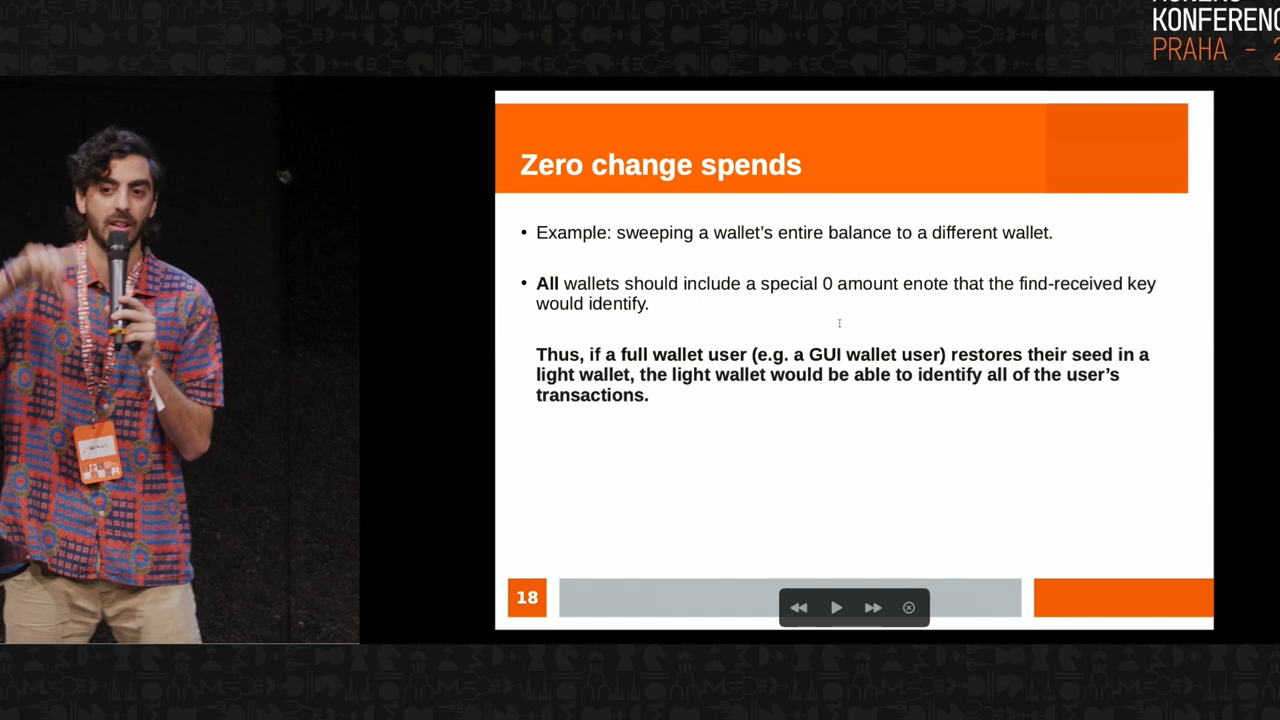 KONFERENC
PRAHA - 2
Zero change spends
• Example: sweeping a wallet's entire balance to a different wallet.
• All wallets should include a special 0 amount enote that the find-received key
would identify.
Thus, if a full wallet user (e.g. a GUI wallet user) restores their seed in a
light wallet, the light wallet would be able to identify all of the user's
transactions.
18